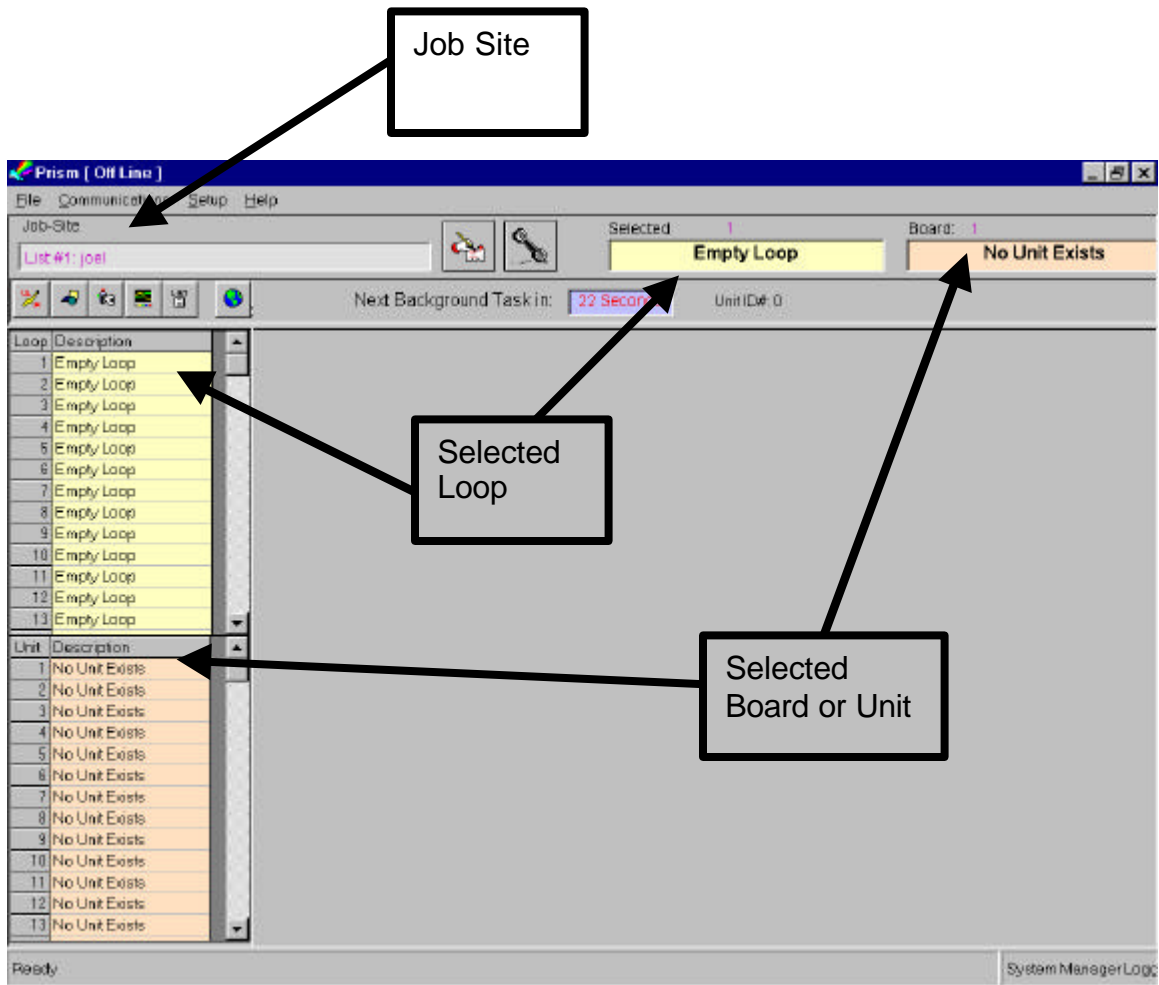 Job Site
Prism [ Off Line ]
File Setup Help
Job-Site
List #1: joel
Selected 1
Empty Loop
Board: 1
No Unit Exists
Next Background Task in: 22 Unit ID#: 0
Loop Description
1 Empty Loop
2 Empty Loop
3 Empty Loop
4 Empty Loop
5 Empty Loop
6 Empty Loop
7 Empty Loop
8 Empty Loop
9 Empty Loop
10 Empty Loop
11 Empty Loop
12 Empty Loop
13 Empty Loop
Selected
Loop
Unit Description
1 No Unit Exists
2 No Unit Exists
3 No Unit Exists
4 No Unit Exists
5 No Unit Exists
6 No Unit Exists
7 No Unit Exists
8 No Unit Exists
9 No Unit Exists
10 No Unit Exists
11 No Unit Exists
12 No Unit Exists
13 No Unit Exists
Selected
Board or Unit
Ready
System Manager Logg